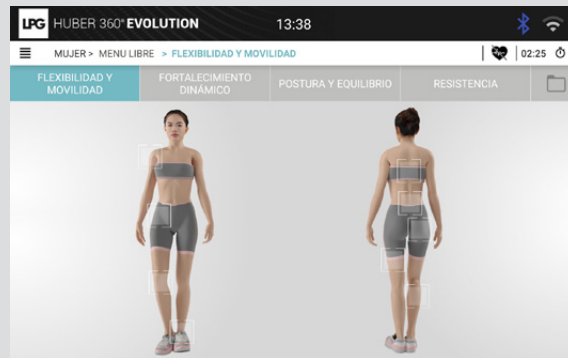 LPG HUBER 360° EVOLUTION 13:38
MUJER > MENU LIBRE > FLEXIBILIDAD Y MOVILIDAD 02:25
FLEXIBILIDAD Y
MOVILIDAD
FORTALECIMIENTO
DINÁMICO
POSTURA Y EQUILIBRIO
RESISTENCIA